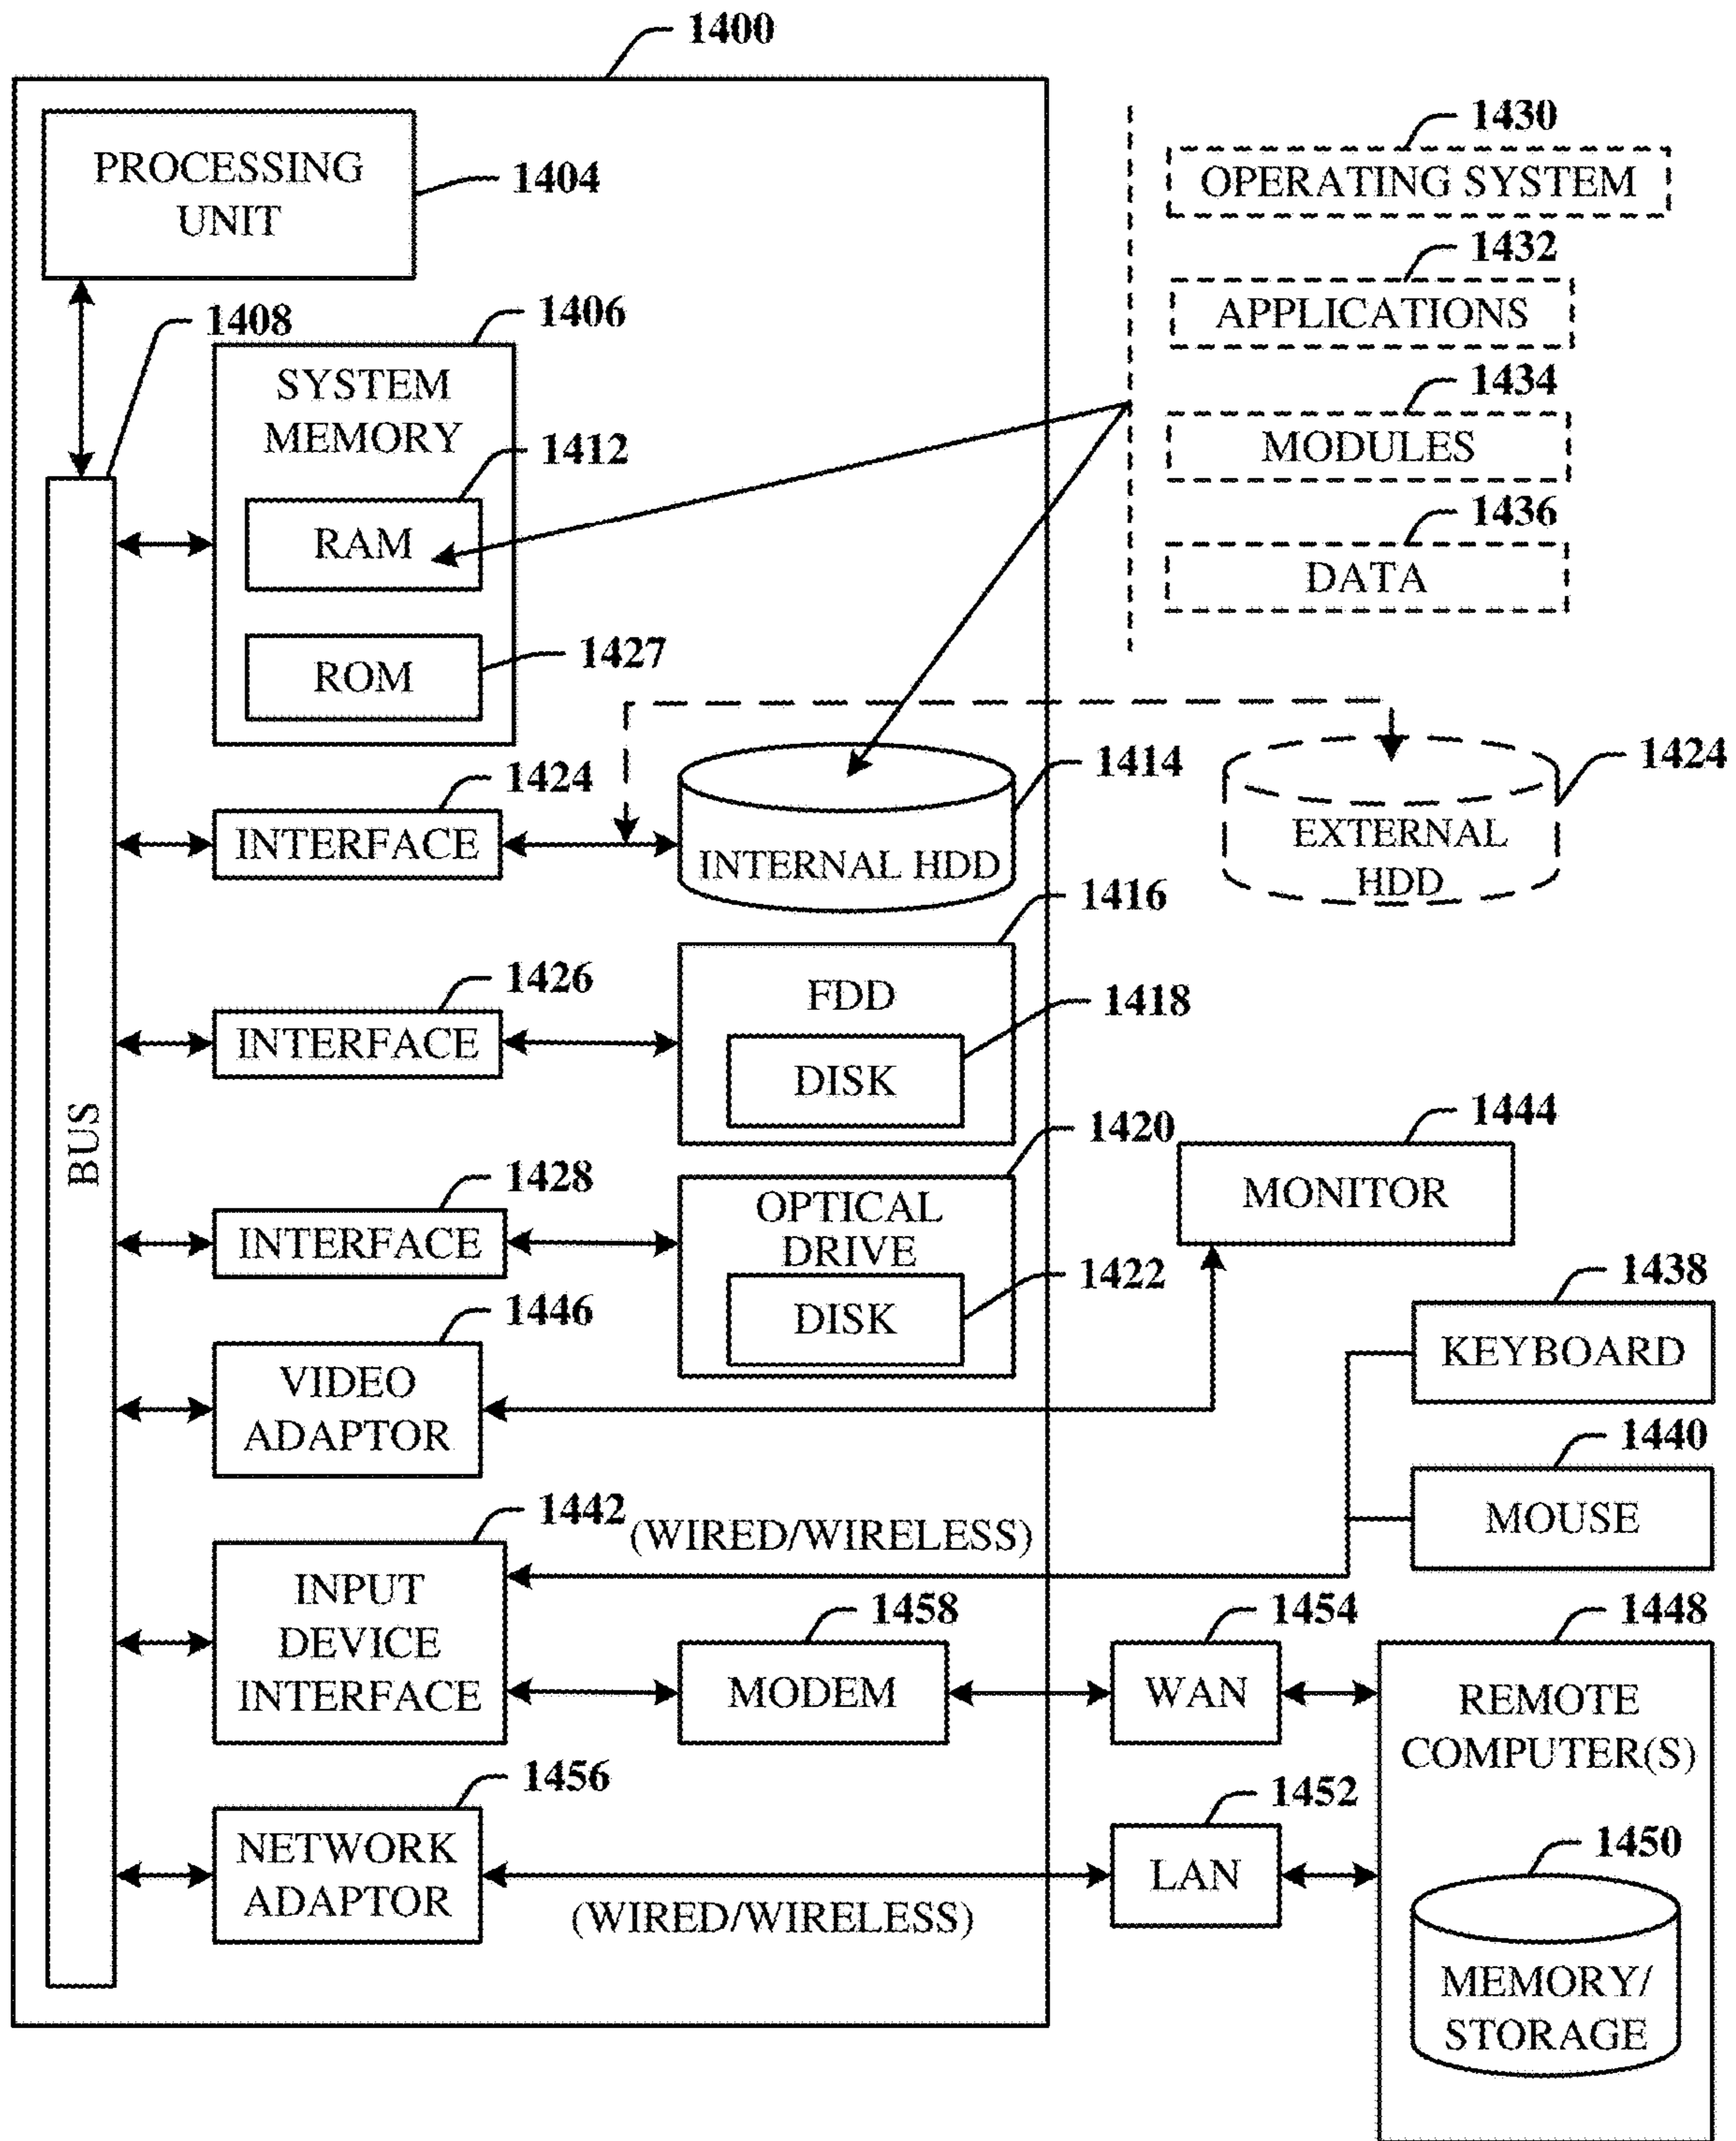 1400
PROCESSING
UNIT
1404
1430
OPERATING SYSTEM
1432
APPLICATIONS
1434
MODULES
1436
DATA
1408
1406
SYSTEM
MEMORY
1412
RAM
ROM
1427
1424
INTERFACE
1414
INTERNAL HDD
1424
EXTERNAL
HDD
1416
FDD
1418
DISK
1426
INTERFACE
BUS
1428
INTERFACE
1420
OPTICAL
DRIVE
1422
DISK
1444
MONITOR
1438
KEYBOARD
1440
MOUSE
1446
VIDEO
ADAPTOR
1442
(WIRED/WIRELESS)
INPUT
DEVICE
INTERFACE
1458
MODEM
1454
WAN
1448
REMOTE
COMPUTER(S)
1456
NETWORK
ADAPTOR
(WIRED/WIRELESS)
1452
LAN
1450
MEMORY/
STORAGE